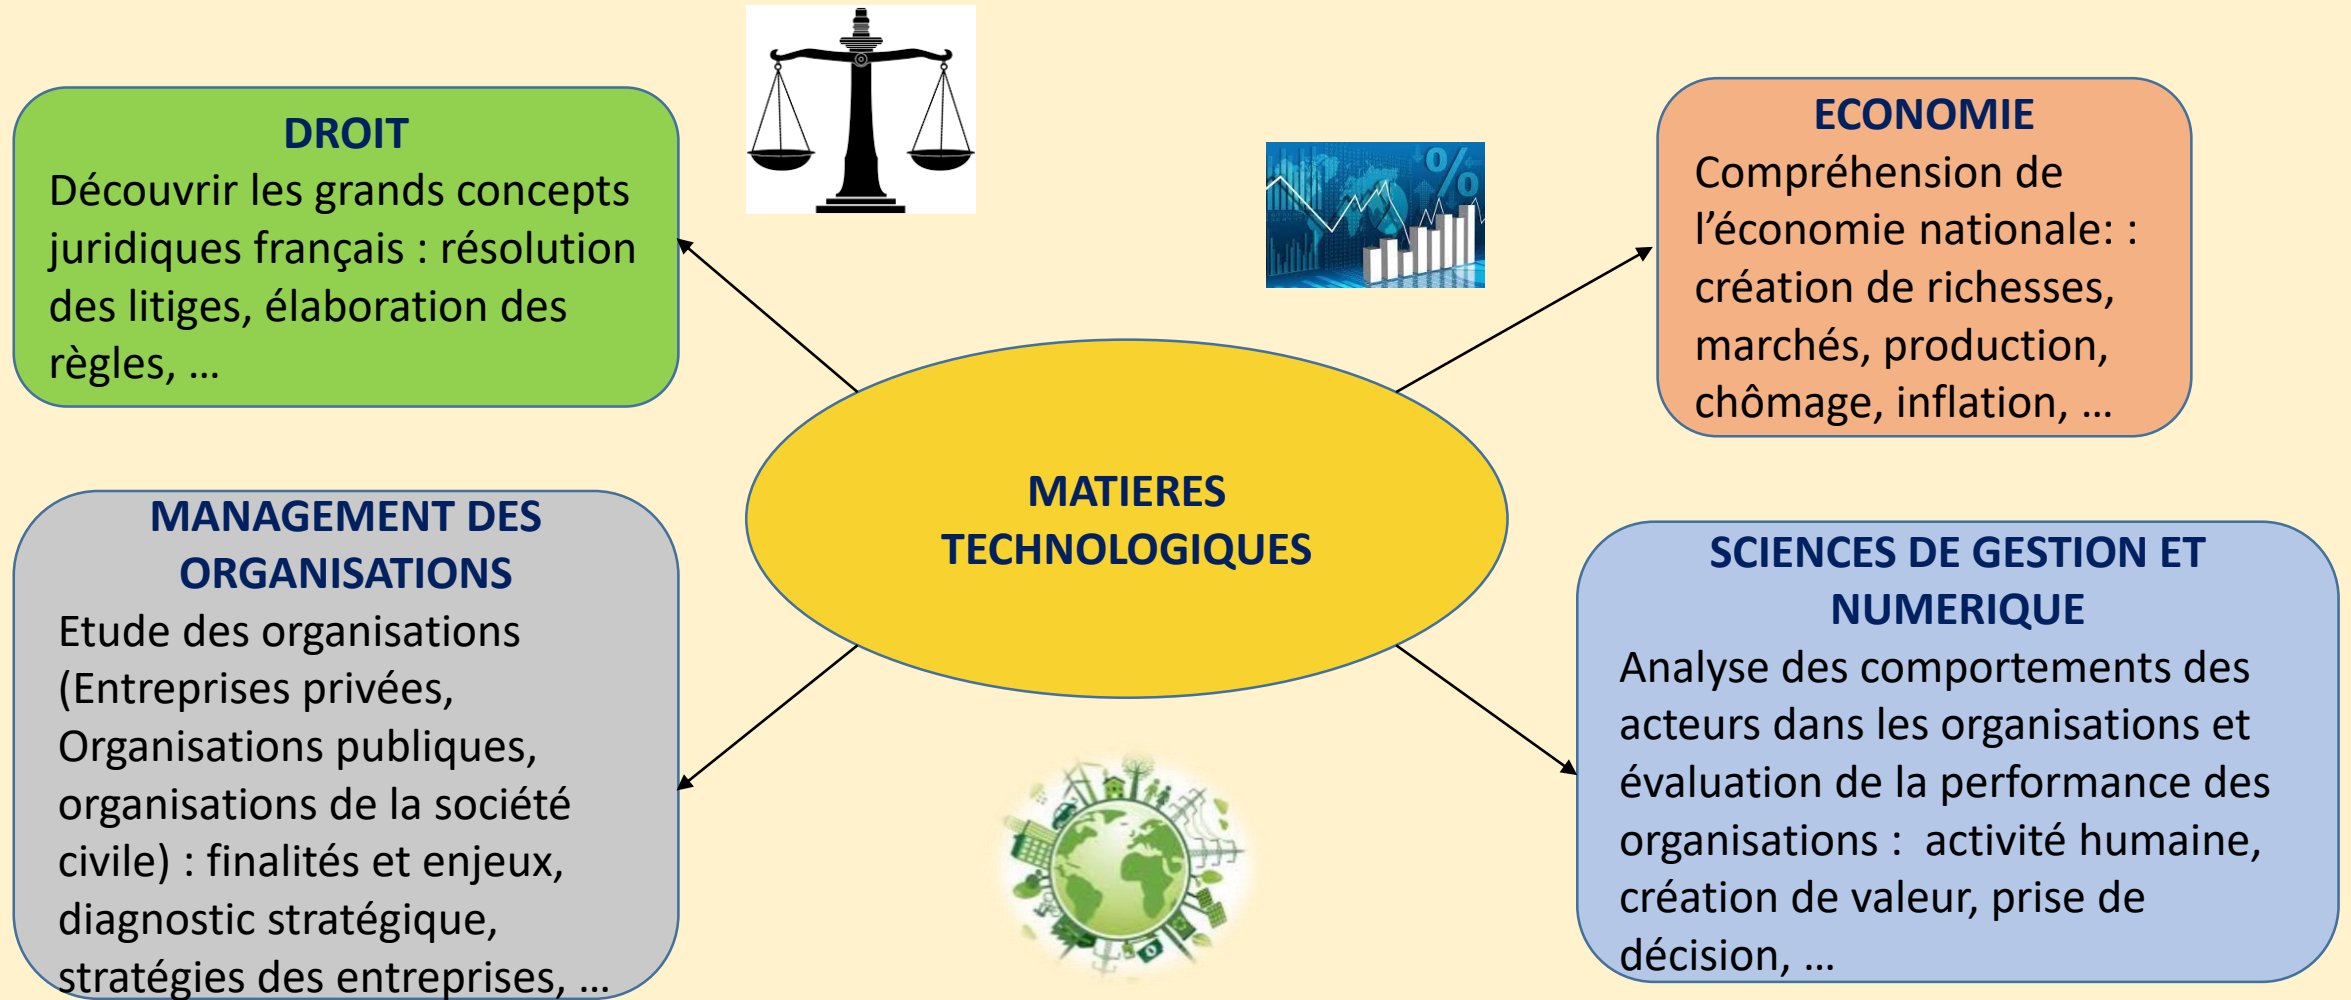 DROIT
Découvrir les grands concepts
juridiques français : résolution
des litiges, élaboration des
règles, …
%
ECONOMIE
Compréhension de
l’économie nationale: :
création de richesses,
marchés, production,
chômage, inflation, …
MATIERES
TECHNOLOGIQUES
MANAGEMENT DES
ORGANISATIONS
Etude des organisations
(Entreprises privées,
Organisations publiques,
organisations de la société
civile) : finalités et enjeux,
diagnostic stratégique,
stratégies des entreprises, …
SCIENCES DE GESTION ET
NUMERIQUE
Analyse des comportements des
acteurs dans les organisations et
évaluation de la performance des
organisations :  activité humaine,
création de valeur, prise de
décision, …